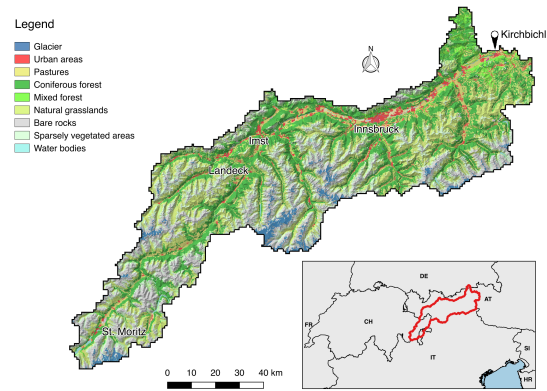 Legend
Glacier
Urban areas
Pastures
Coniferous forest
Mixed forest
Natural grasslands
Bare rocks
Sparsely vegetated areas
Water bodies
N
Kirchbichl
Innsbruck
Imst
Landeck
St. Moritz
0 10 20 30 40 km
DE
AT
LI
CH
FR
IT
SI
HR